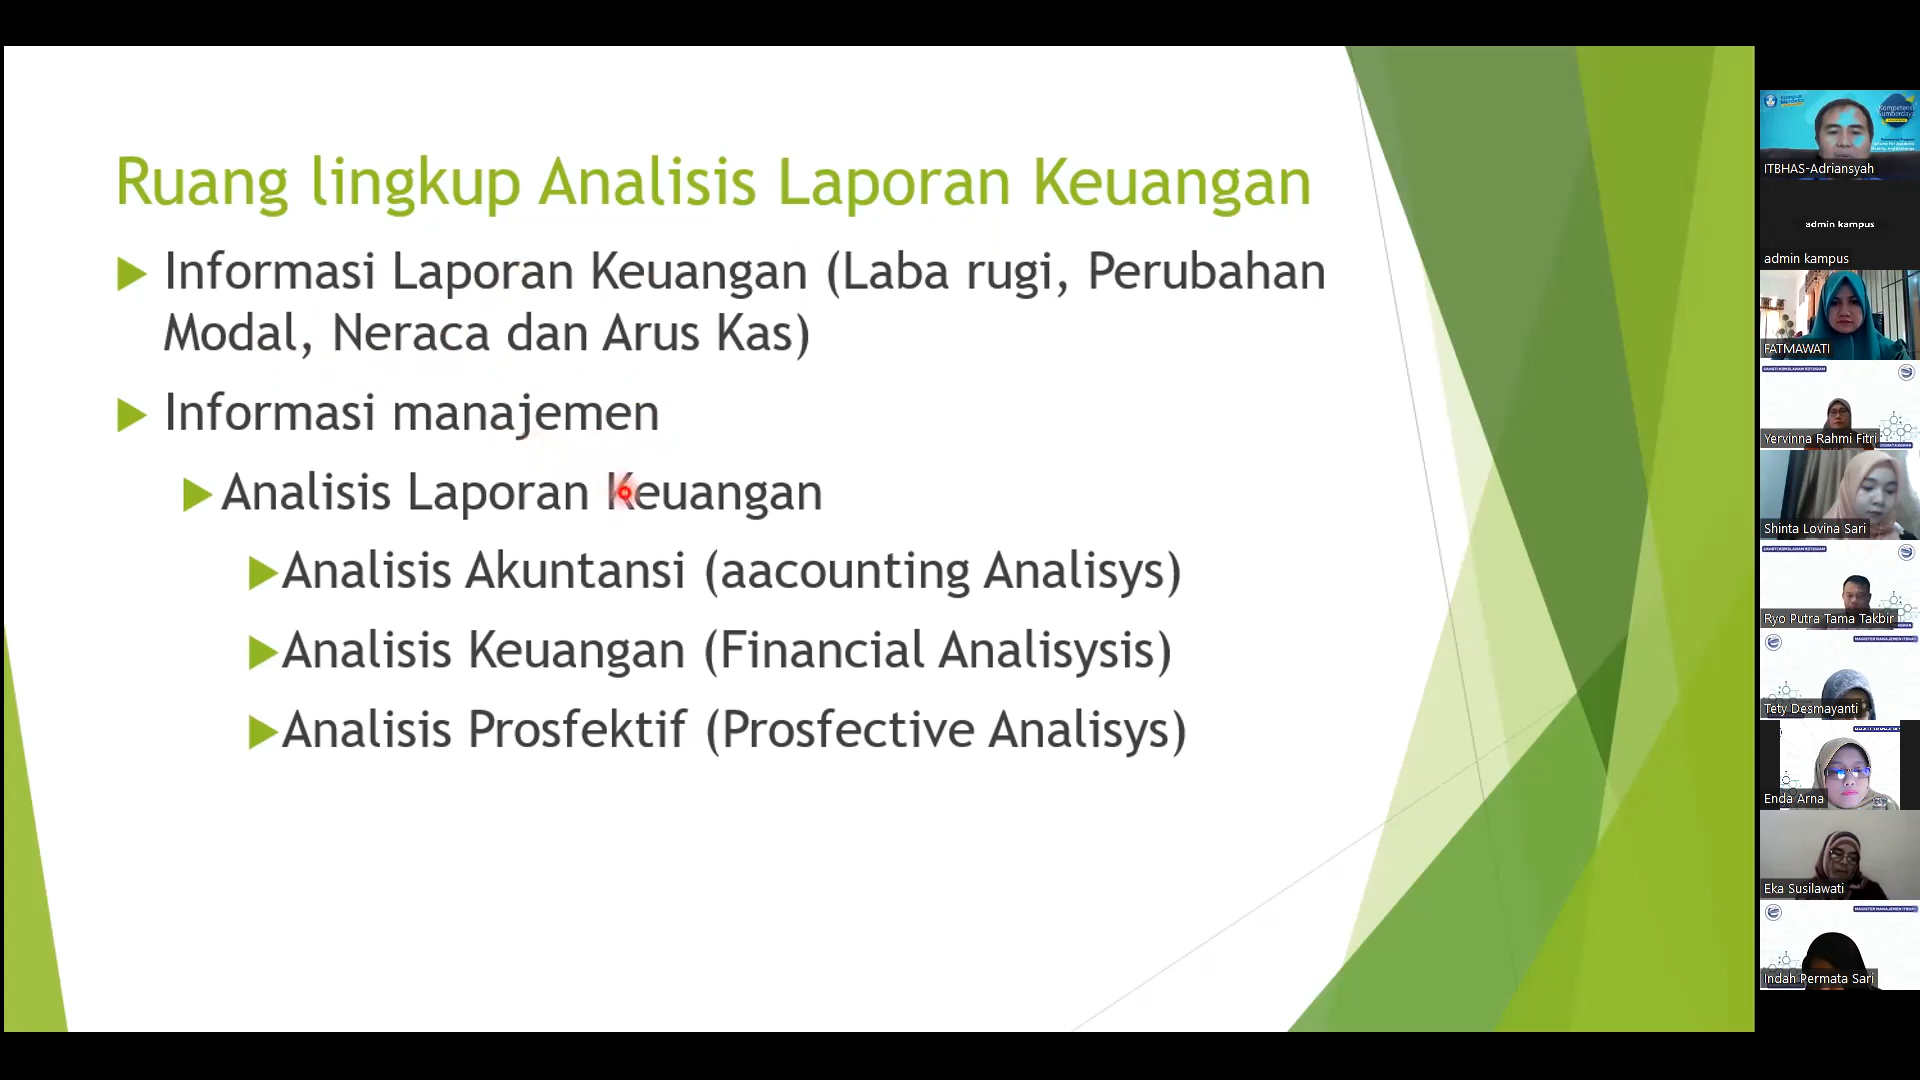 Ruang lingkup Analisis Laporan Keuangan
Informasi Laporan Keuangan (Laba rugi, Perubahan
Modal, Neraca dan Arus Kas)
Informasi manajemen
Analisis Laporan Keuangan
Analisis Akuntansi (aacounting Analisys)
Analisis Keuangan (Financial Analisysis)
Analisis Prosfektif (Prosfective Analisys)
ITBHAS-Adriansyah
admin kampus
admin kampus
FATMAWATI
Yervinna Rahmi Fitri
Shinta Lovina Sari
Ryo Putra Tama Takbir
Tety Desmayanti
Enda Arna
Eka Susilawati
Indah Permata Sari